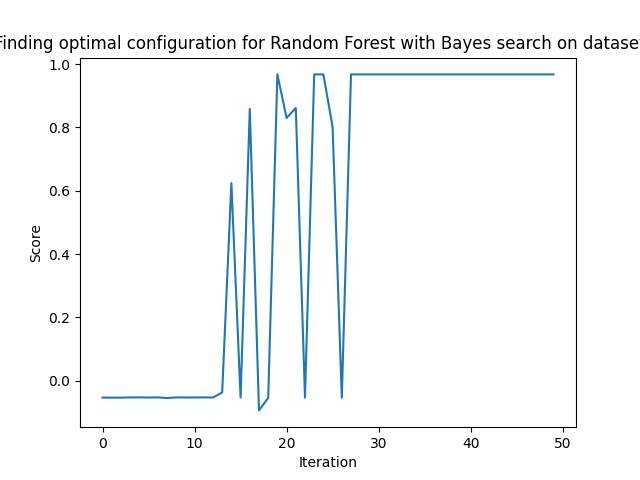 Finding optimal configuration for Random Forest with Bayes search on dataset
1.0
0.8
0.6
0.4
0.2
0.0
Score
0 10 20 30 40 50
Iteration